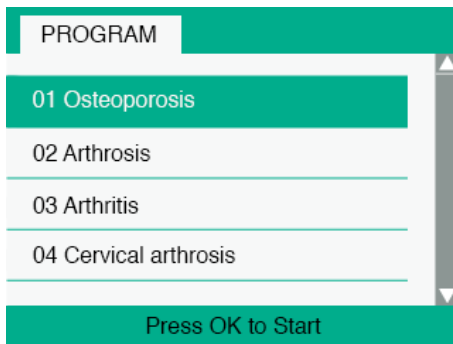 PROGRAM
01 Osteoporosis
02 Arthrosis
03 Arthritis
04 Cervical arthrosis
Press OK to Start